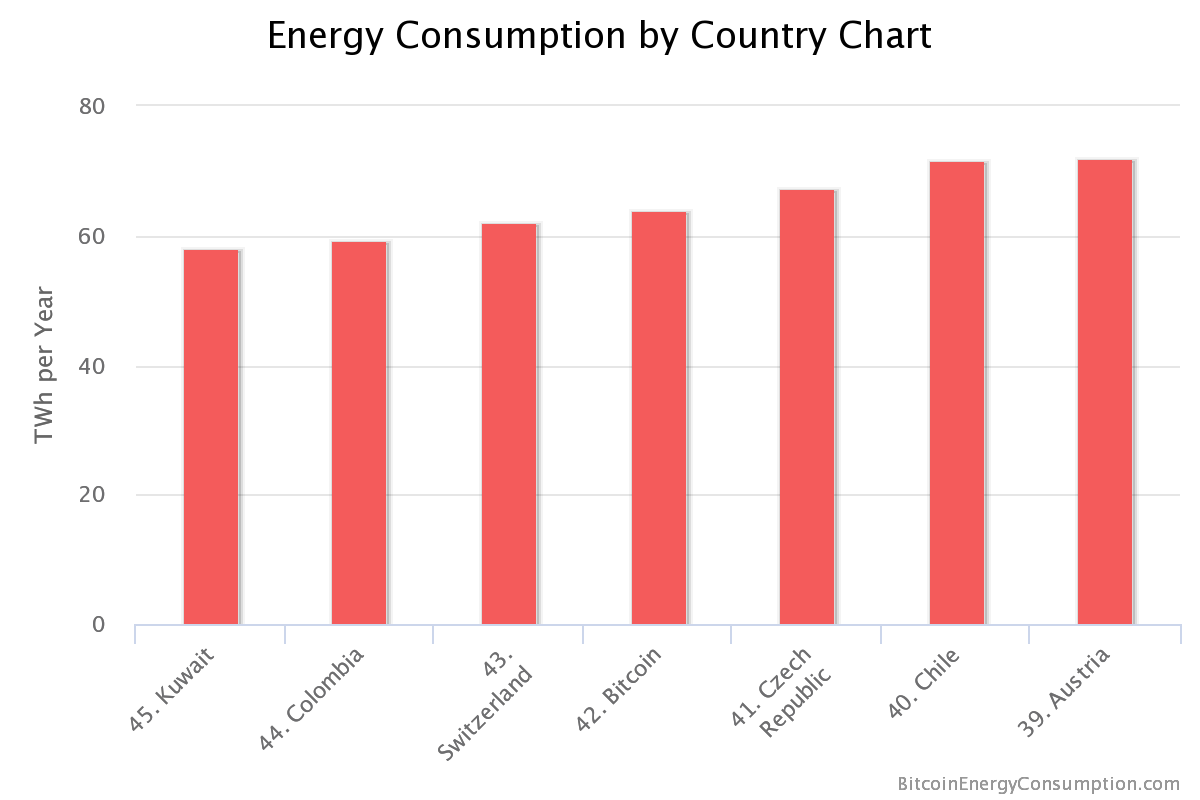 Energy Consumption by Country Chart
80
60
40
20
0
TWh per Year
45. Kuwait
44. Colombia
43.
Switzerland
42. Bitcoin
41. Czech
Republic
40. Chile
39. Austria
BitcoinEnergyConsumption.com